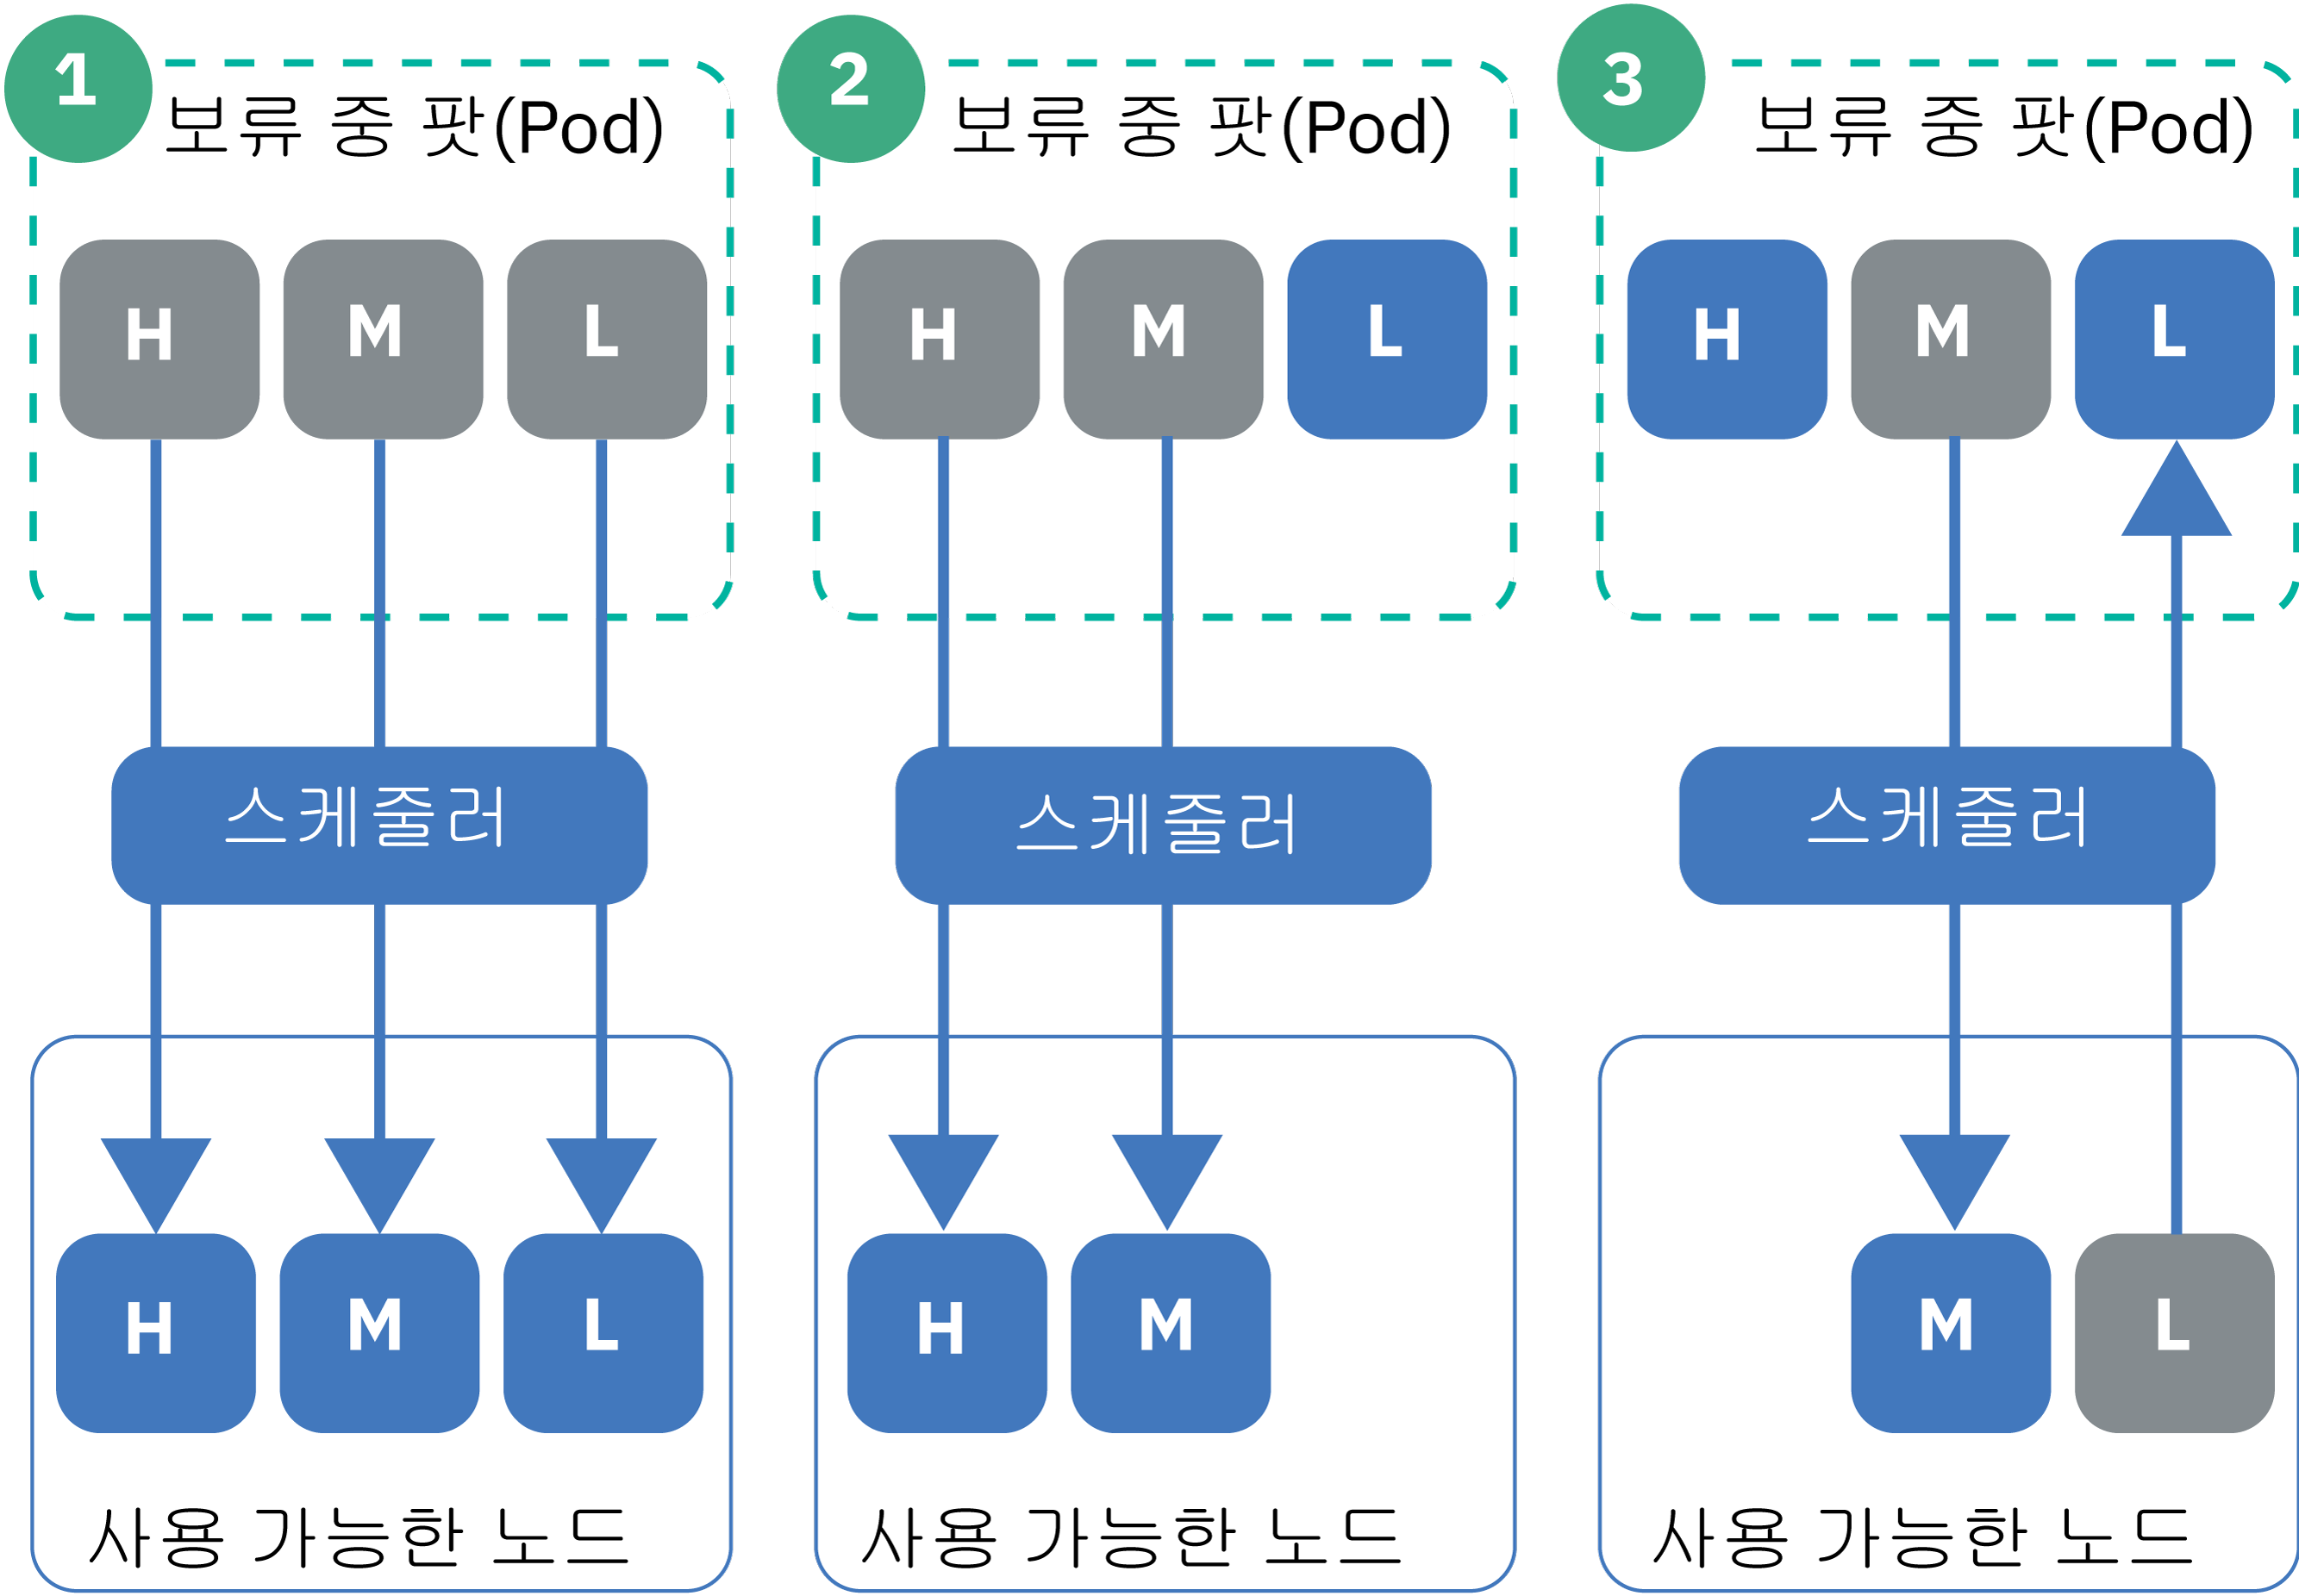 1
보류 중 팟(Pod)
H
M
L
스케줄러
H
M
L
사용 가능한 노드
2
보류 중 팟(Pod)
H
M
L
스케줄러
H
M
사용 가능한 노드
3
보류 중 팟(Pod)
H
M
L
스케줄러
M
L
사용 가능한 노드